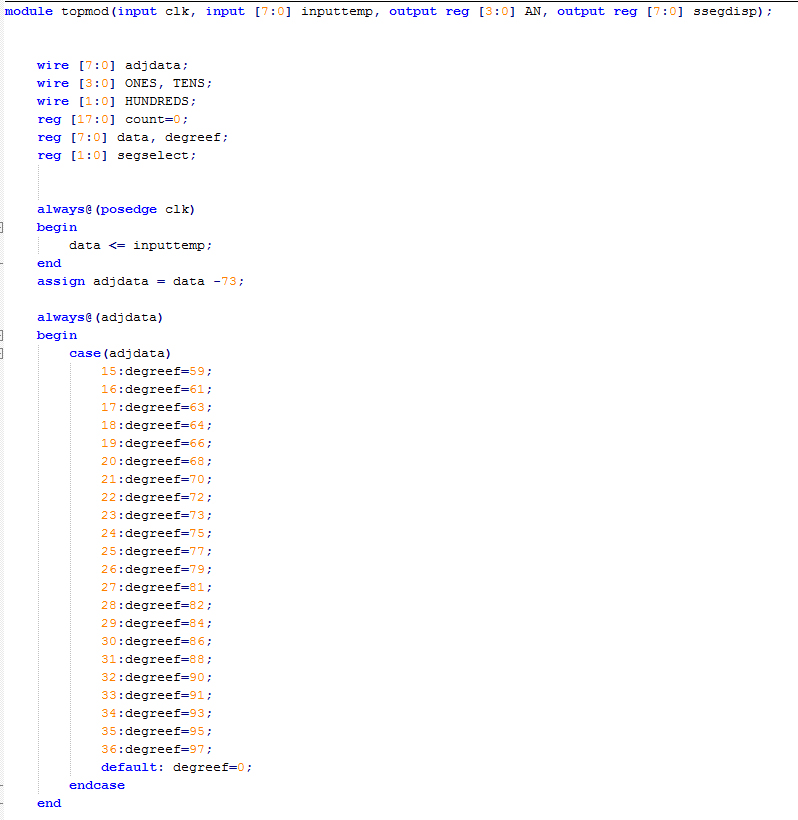 module topmod(input clk, input [7:0] inputtemp, output reg [3:0] AN, output reg [7:0] ssegdisp);
wire [7:0] adjdata;
wire [3:0] ONES, TENS;
wire [1:0] HUNDREDS;
reg [17:0] count=0;
reg [7:0] data, degreef;
reg [1:0] segselect;
always@(posedge clk)
begin
data <= inputtemp;
end
assign adjdata = data -73;
always@(adjdata)
begin
case(adjdata)
15:degreef=59;
16:degreef=61;
17:degreef=63;
18:degreef=64;
19:degreef=66;
20:degreef=68;
21:degreef=70;
22:degreef=72;
23:degreef=73;
24:degreef=75;
25:degreef=77;
26:degreef=79;
27:degreef=81;
28:degreef=82;
29:degreef=84;
30:degreef=86;
31:degreef=88;
32:degreef=90;
33:degreef=91;
34:degreef=93;
35:degreef=95;
36:degreef=97;
default: degreef=0;
endcase
end